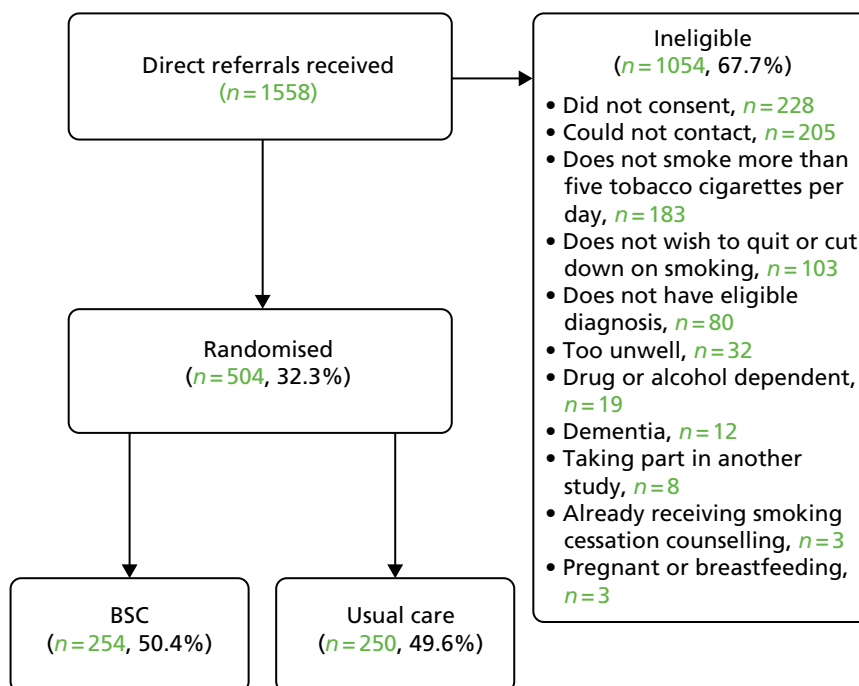 Direct referrals received
(n=1558)
Ineligible
(n=1054, 67.7%)
• Did not consent, n=228
• Could not contact, n=205
• Does not smoke more than
five tobacco cigarettes per
day, n=183
• Does not wish to quit or cut
down on smoking, n=103
• Does not have eligible
diagnosis, n=80
• Too unwell, n=32
• Drug or alcohol dependent,
n=19
• Dementia, n=12
• Taking part in another
study, n=8
• Already receiving smoking
cessation counselling, n=3
• Pregnant or breastfeeding,
n=3
Randomised
(n=504, 32.3%)
BSC
(n=254, 50.4%)
Usual care
(n=250, 49.6%)